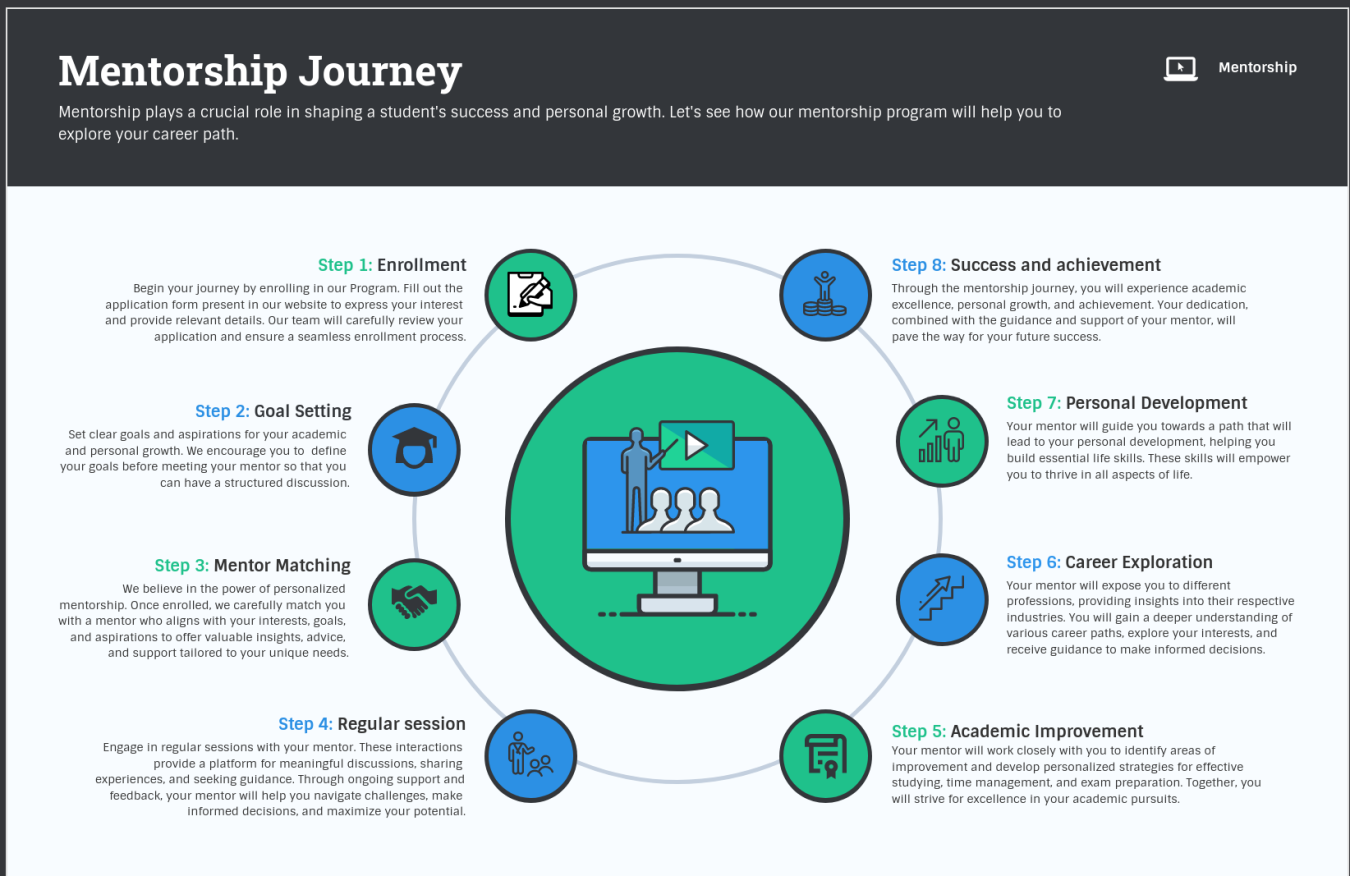 Mentorship Journey
Mentorship
Mentorship plays a crucial role in shaping a student's success and personal growth. Let's see how our mentorship program will help you to
explore your career path.
Step 1: Enrollment
Begin your journey by enrolling in our Program. Fill out the
application form present in our website to express your interest
and provide relevant details. Our team will carefully review your
application and ensure a seamless enrollment process.
Step 2: Goal Setting
Set clear goals and aspirations for your academic
and personal growth. We encourage you to define
your goals before meeting your mentor so that you
can have a structured discussion.
Step 3: Mentor Matching
We believe in the power of personalized
mentorship. Once enrolled, we carefully match you
with a mentor who aligns with your interests, goals,
and aspirations to offer valuable insights, advice,
and support tailored to your unique needs.
Step 4: Regular session
Engage in regular sessions with your mentor. These interactions
provide a platform for meaningful discussions, sharing
experiences, and seeking guidance. Through ongoing support and
feedback, your mentor will help you navigate challenges, make
informed decisions, and maximize your potential.
Step 5: Academic Improvement
Your mentor will work closely with you to identify areas of
improvement and develop personalized strategies for effective
studying, time management, and exam preparation. Together, you
will strive for excellence in your academic pursuits.
Step 6: Career Exploration
Your mentor will expose you to different
professions, providing insights into their respective
industries. You will gain a deeper understanding of
various career paths, explore your interests, and
receive guidance to make informed decisions.
Step 7: Personal Development
Your mentor will guide you towards a path that will
lead to your personal development, helping you
build essential life skills. These skills will empower
you to thrive in all aspects of life.
Step 8: Success and achievement
Through the mentorship journey, you will experience academic
excellence, personal growth, and achievement. Your dedication,
combined with the guidance and support of your mentor, will
pave the way for your future success.